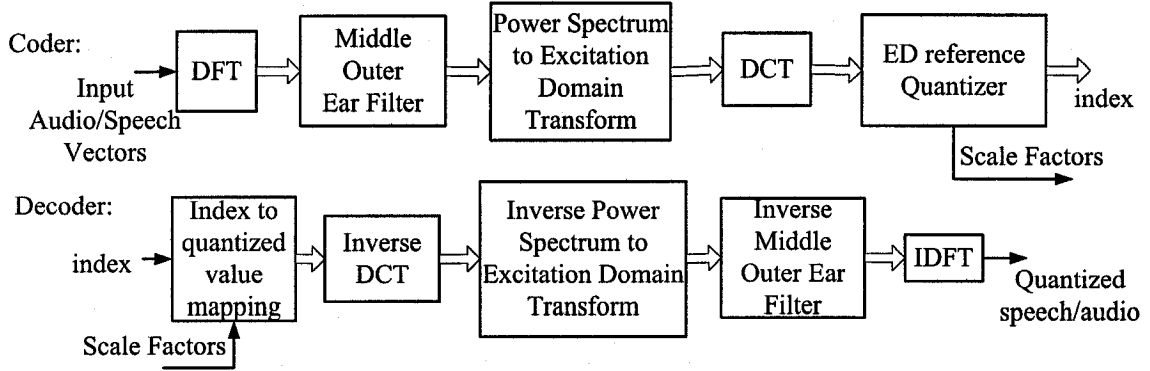 Coder:
Input
Audio/Speech
Vectors
DFT
Middle
Outer
Ear Filter
Power Spectrum
to Excitation
Domain
Transform
DCT
ED reference
Quantizer
index
Scale Factors
Decoder:
index
Index to
quantized
value
mapping
Scale Factors
Inverse
DCT
Inverse Power
Spectrum to
Excitation Domain
Transform
Inverse
Middle
Outer Ear
Filter
IDFT
Quantized
speech/audio